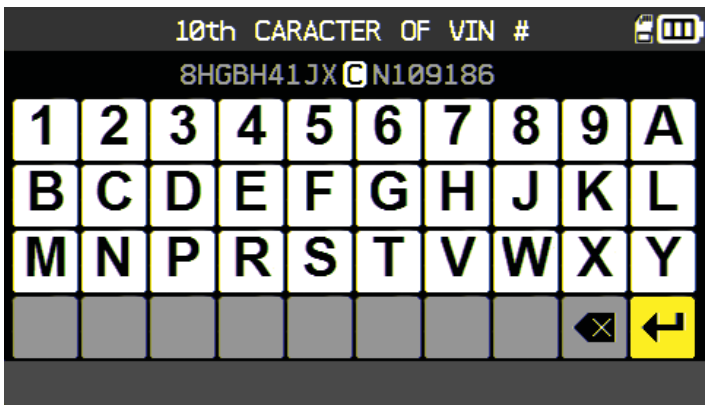 10th CARACTER OF VIN #
8HGBH41JXCN109186
1 2 3 4 5 6 7 8 9 A
B C D E F G H J K L
M N P R S T V W X Y